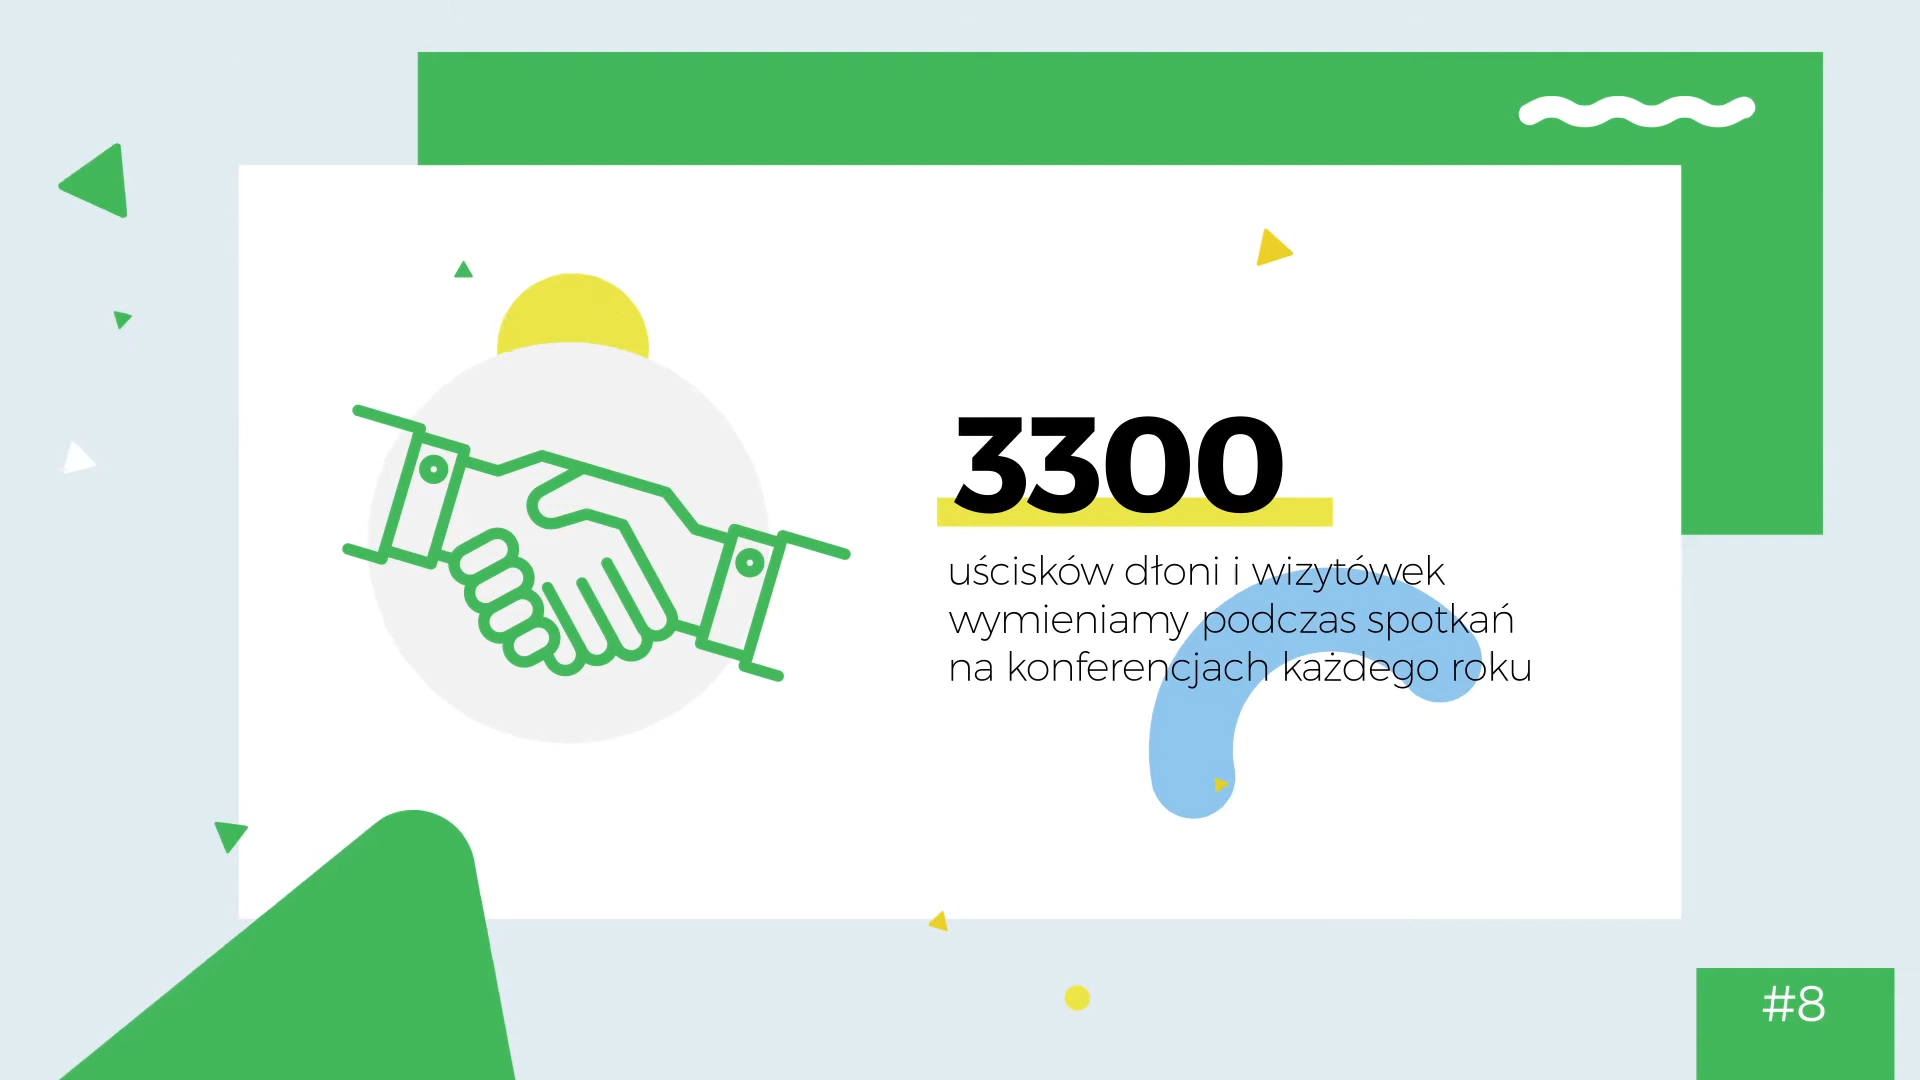 3300
uścisków dłoni i wizytówek
wymieniamy podczas spotkań
na konferencjach każdego roku
#8